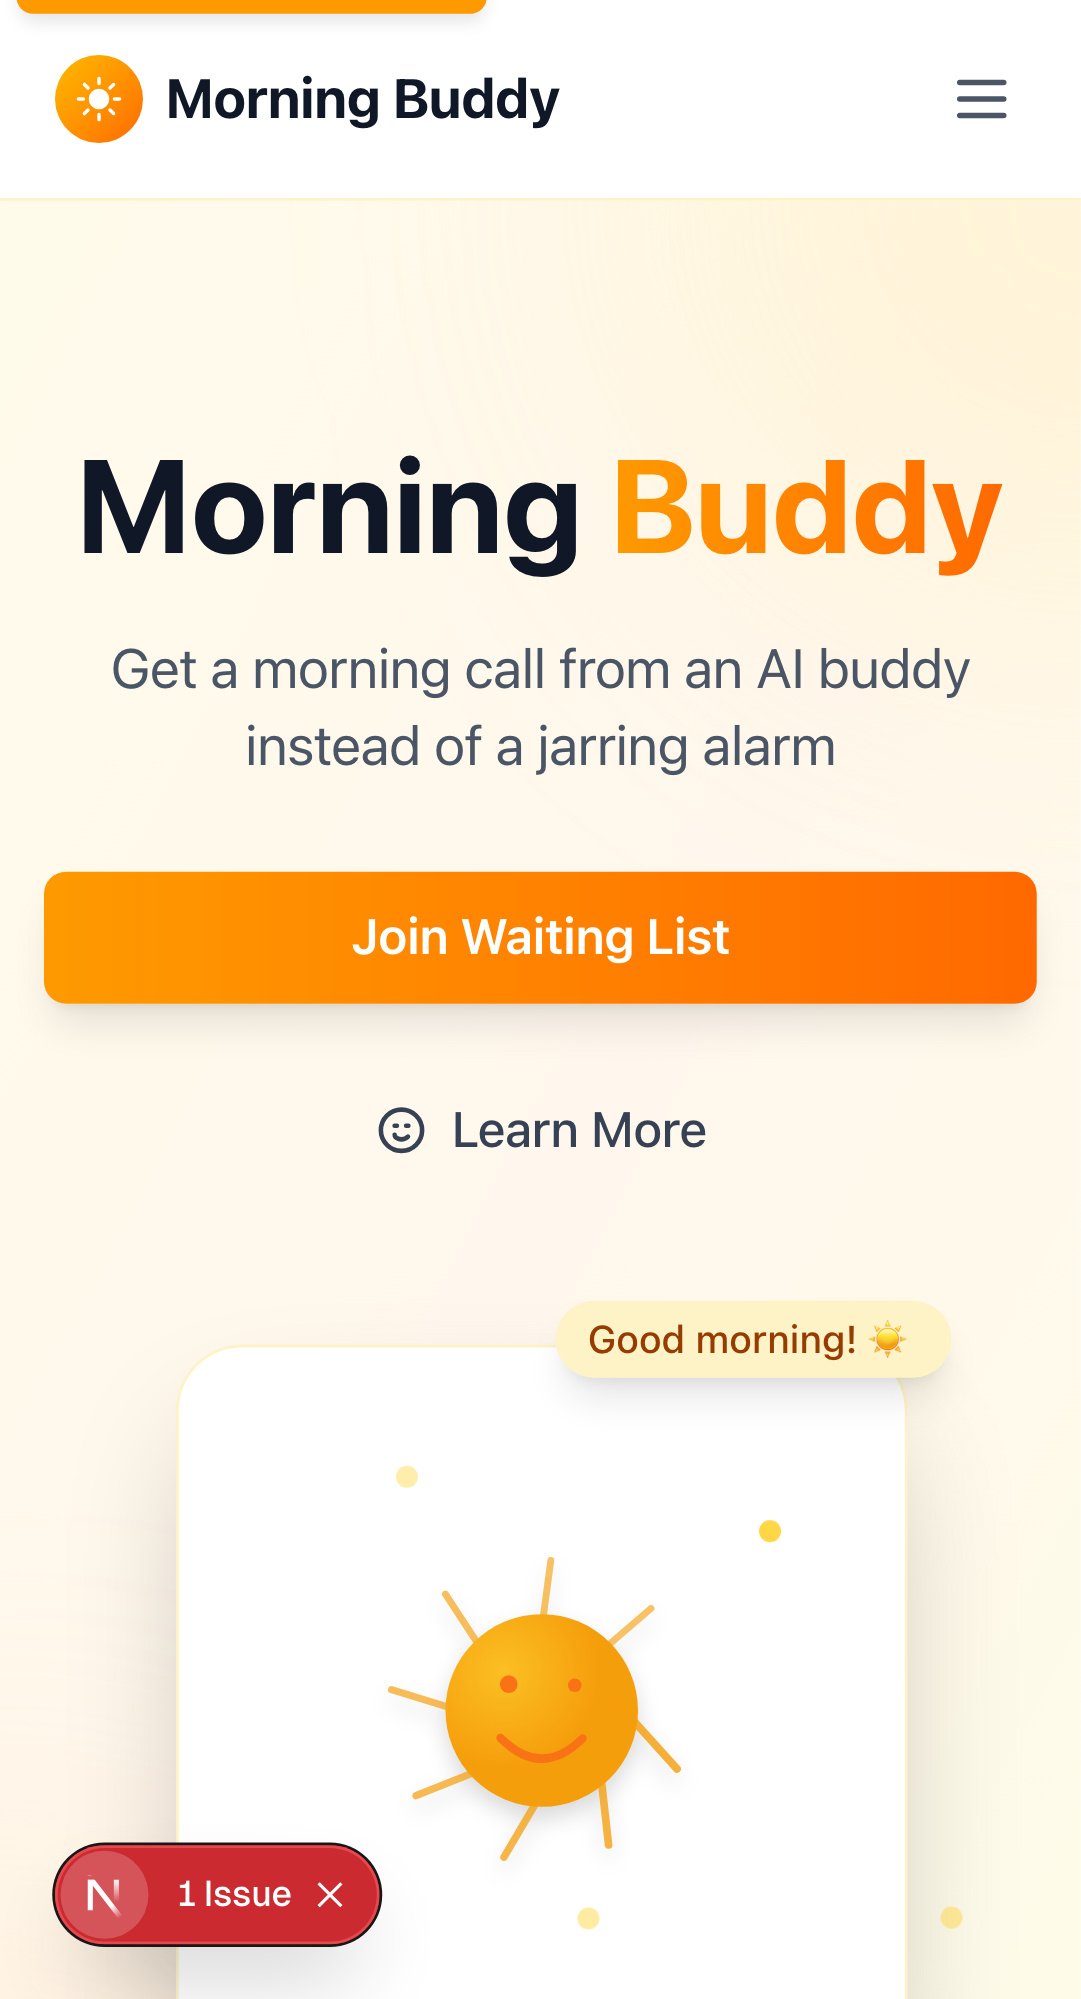 Morning Buddy
Morning Buddy
Get a morning call from an AI buddy
instead of a jarring alarm
Join Waiting List
Learn More
Good morning! ☀️
N 1 Issue